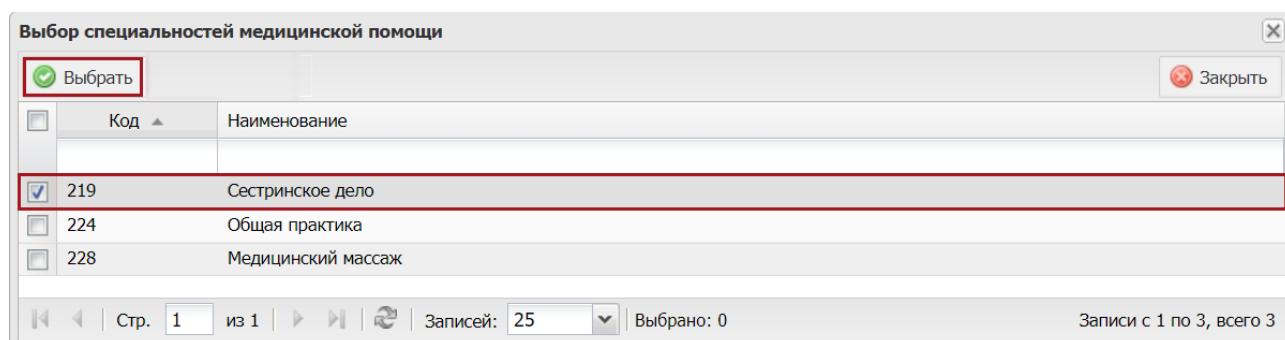 Выбор специальностей медицинской помощи
Выбрать Закрыть
Код Наименование
219 Сестринское дело
224 Общая практика
228 Медицинский массаж
Стр. 1 из 1 Записей: 25 Выбрано: 0 Записи с 1 по 3, всего 3